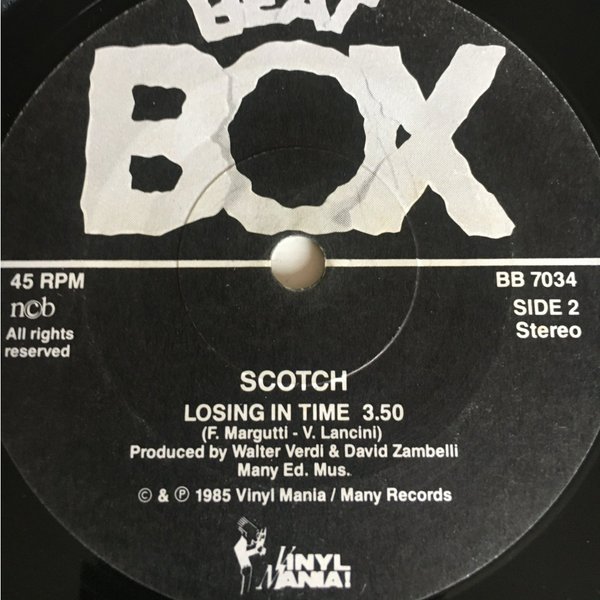 BEAT
BOX
45 RPM
BB 7034
ncb
SIDE 2
All rights
reserved
Stereo
SCOTCH
LOSING IN TIME 3.50
(F. Margutti - V. Lancini)
Produced by Walter Verdi & David Zambelli
Many Ed. Mus.
© & ℗ 1985 Vinyl Mania / Many Records
VINYL
MANIA!